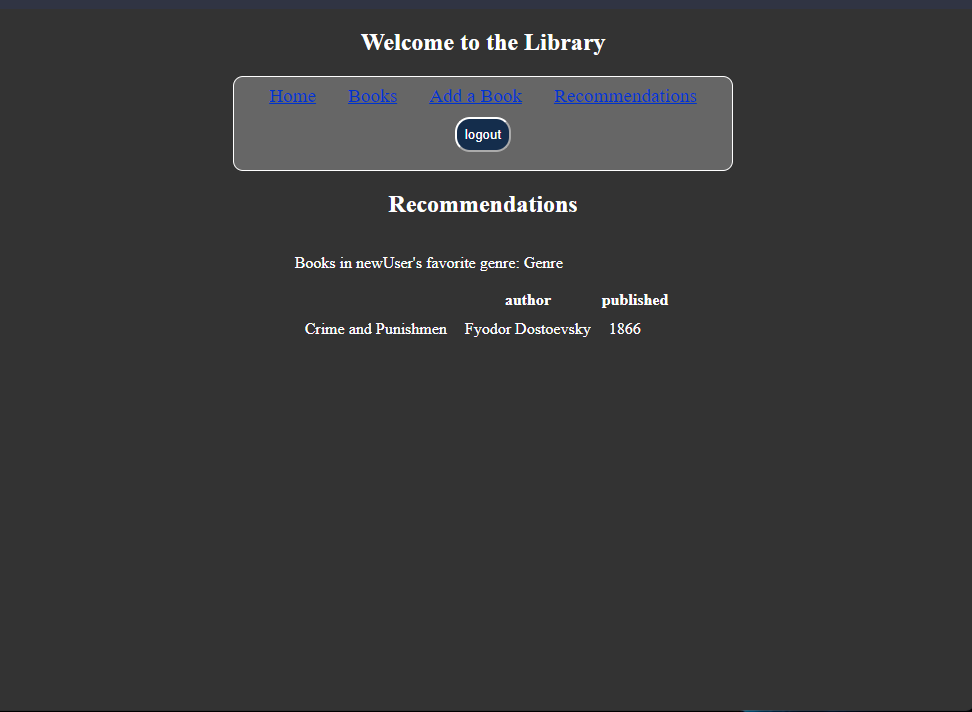 Welcome to the Library
Home Books Add a Book Recommendations
logout
Recommendations
Books in newUser's favorite genre: Genre
author published
Crime and Punishmen Fyodor Dostoevsky 1866